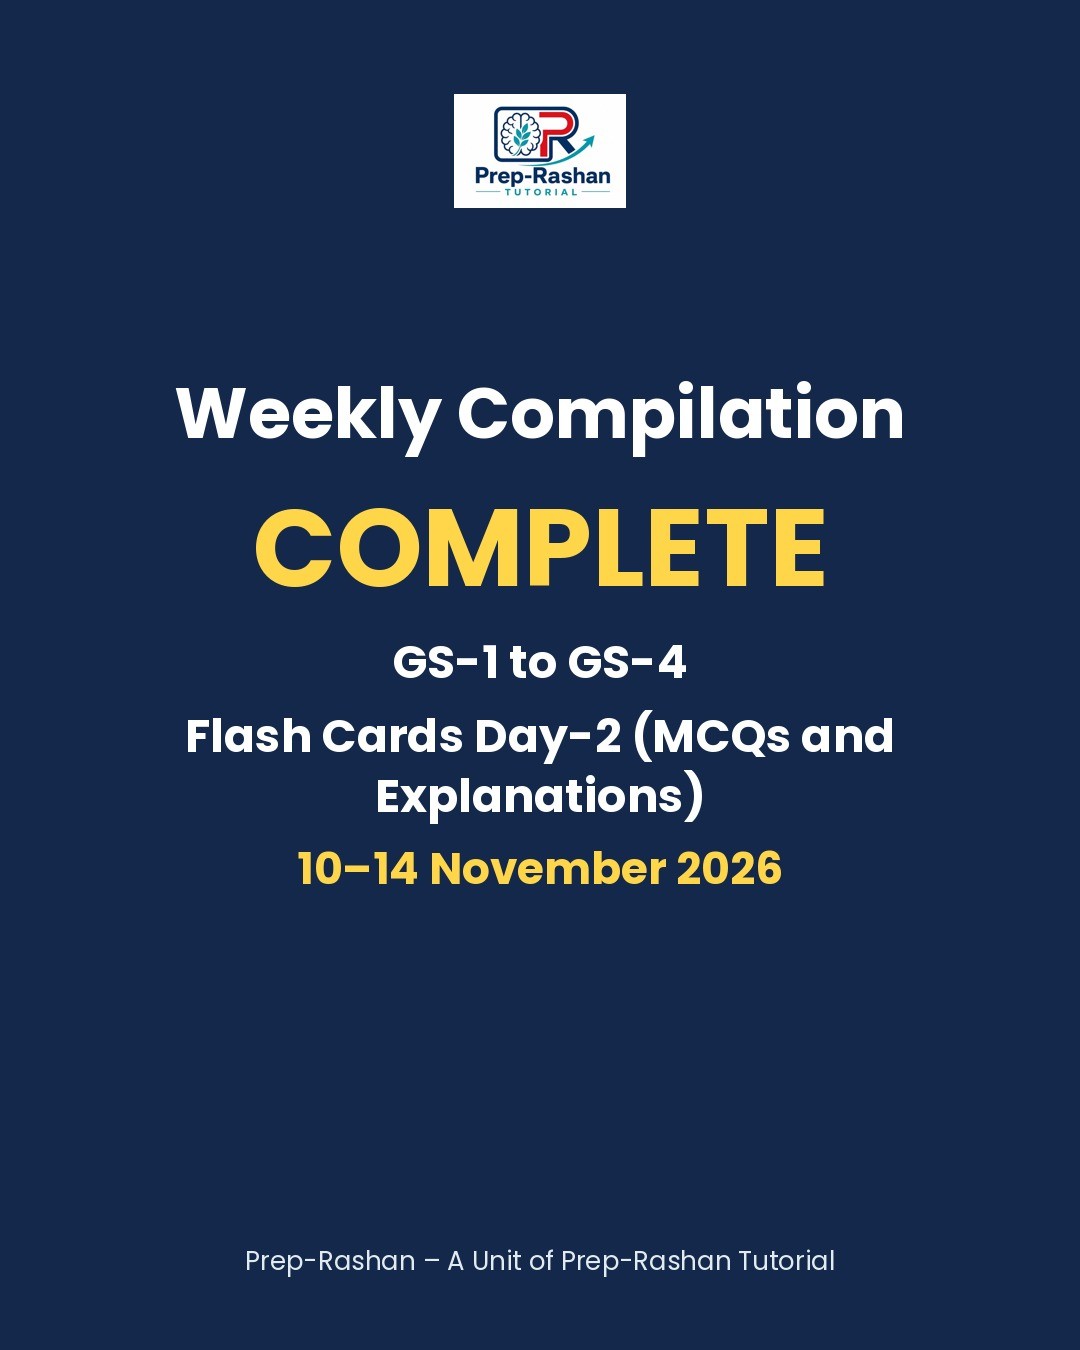 Prep-Rashan
TUTORIAL
Weekly Compilation
COMPLETE
GS-1 to GS-4
Flash Cards Day-2 (MCQs and
Explanations)
10–14 November 2026
Prep-Rashan – A Unit of Prep-Rashan Tutorial